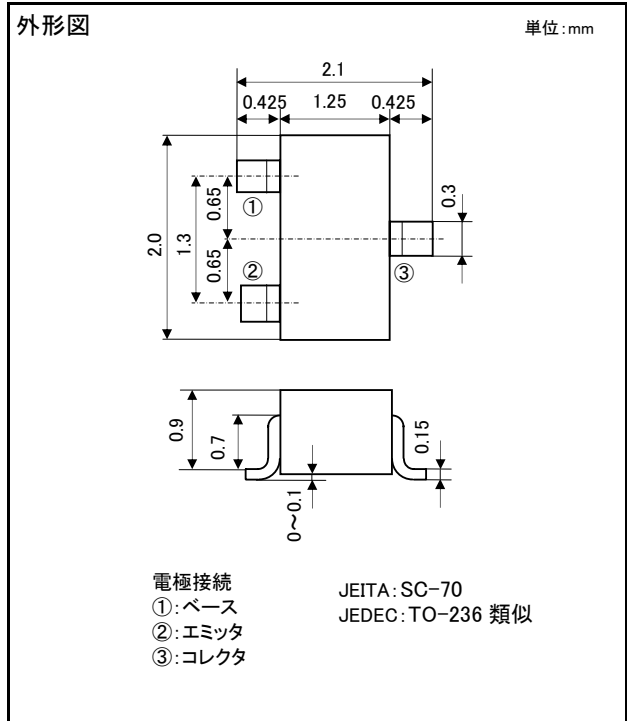 外形図
単位:mm
2.1
0.425 1.25 0.425
0.65
①
0.3
2.0
1.3
0.65
②
③
0.9
0.7
0.15
0~0.1
電極接続
①:ベース
②:エミッタ
③:コレクタ
JEITA:SC-70
JEDEC:TO-236 類似